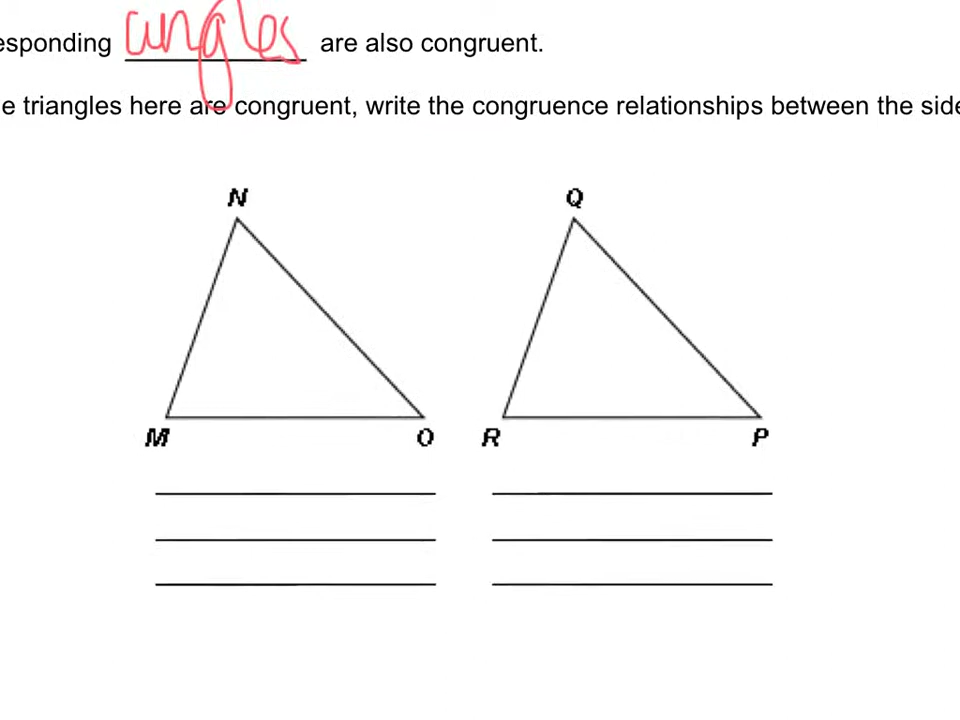 esponding angles are also congruent.
e triangles here are congruent, write the congruence relationships between the side
N Q
M O R P